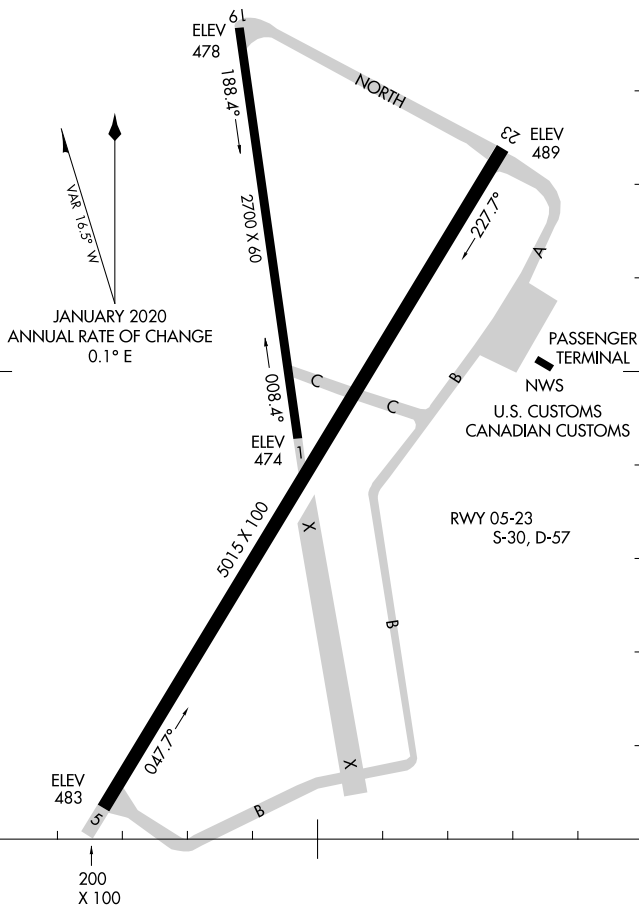 19
ELEV
478
188.4°
NORTH
23
ELEV
489
227.7°
VAR 16.5° W
2700 X 60
A
JANUARY 2020
ANNUAL RATE OF CHANGE
0.1° E
PASSENGER
TERMINAL
NWS
U.S. CUSTOMS
CANADIAN CUSTOMS
008.4°
C
C
B
ELEV
474
1
X
5015 X 100
RWY 05-23
S-30, D-57
B
047.7°
X
ELEV
483
5
B
200
X 100